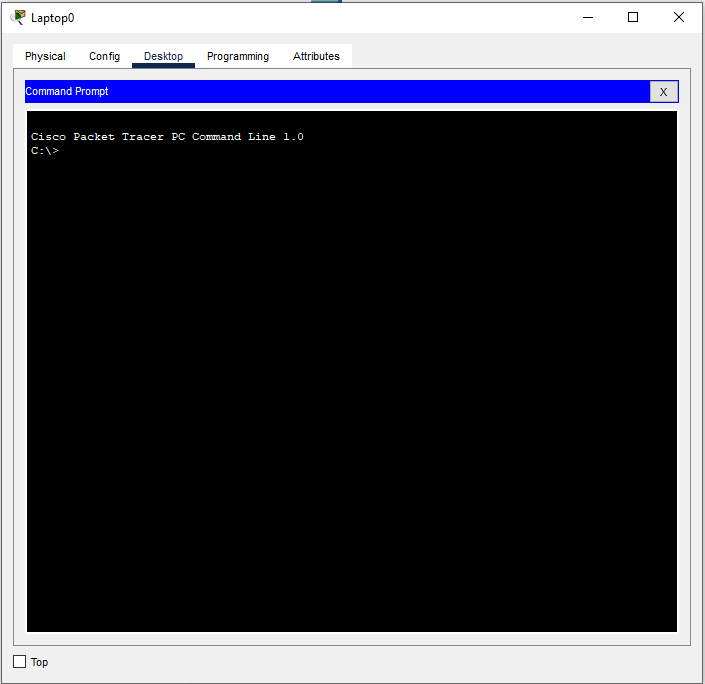 Laptop0
Physical Config Desktop Programming Attributes
Command Prompt X
Cisco Packet Tracer PC Command Line 1.0
C:\>
Top